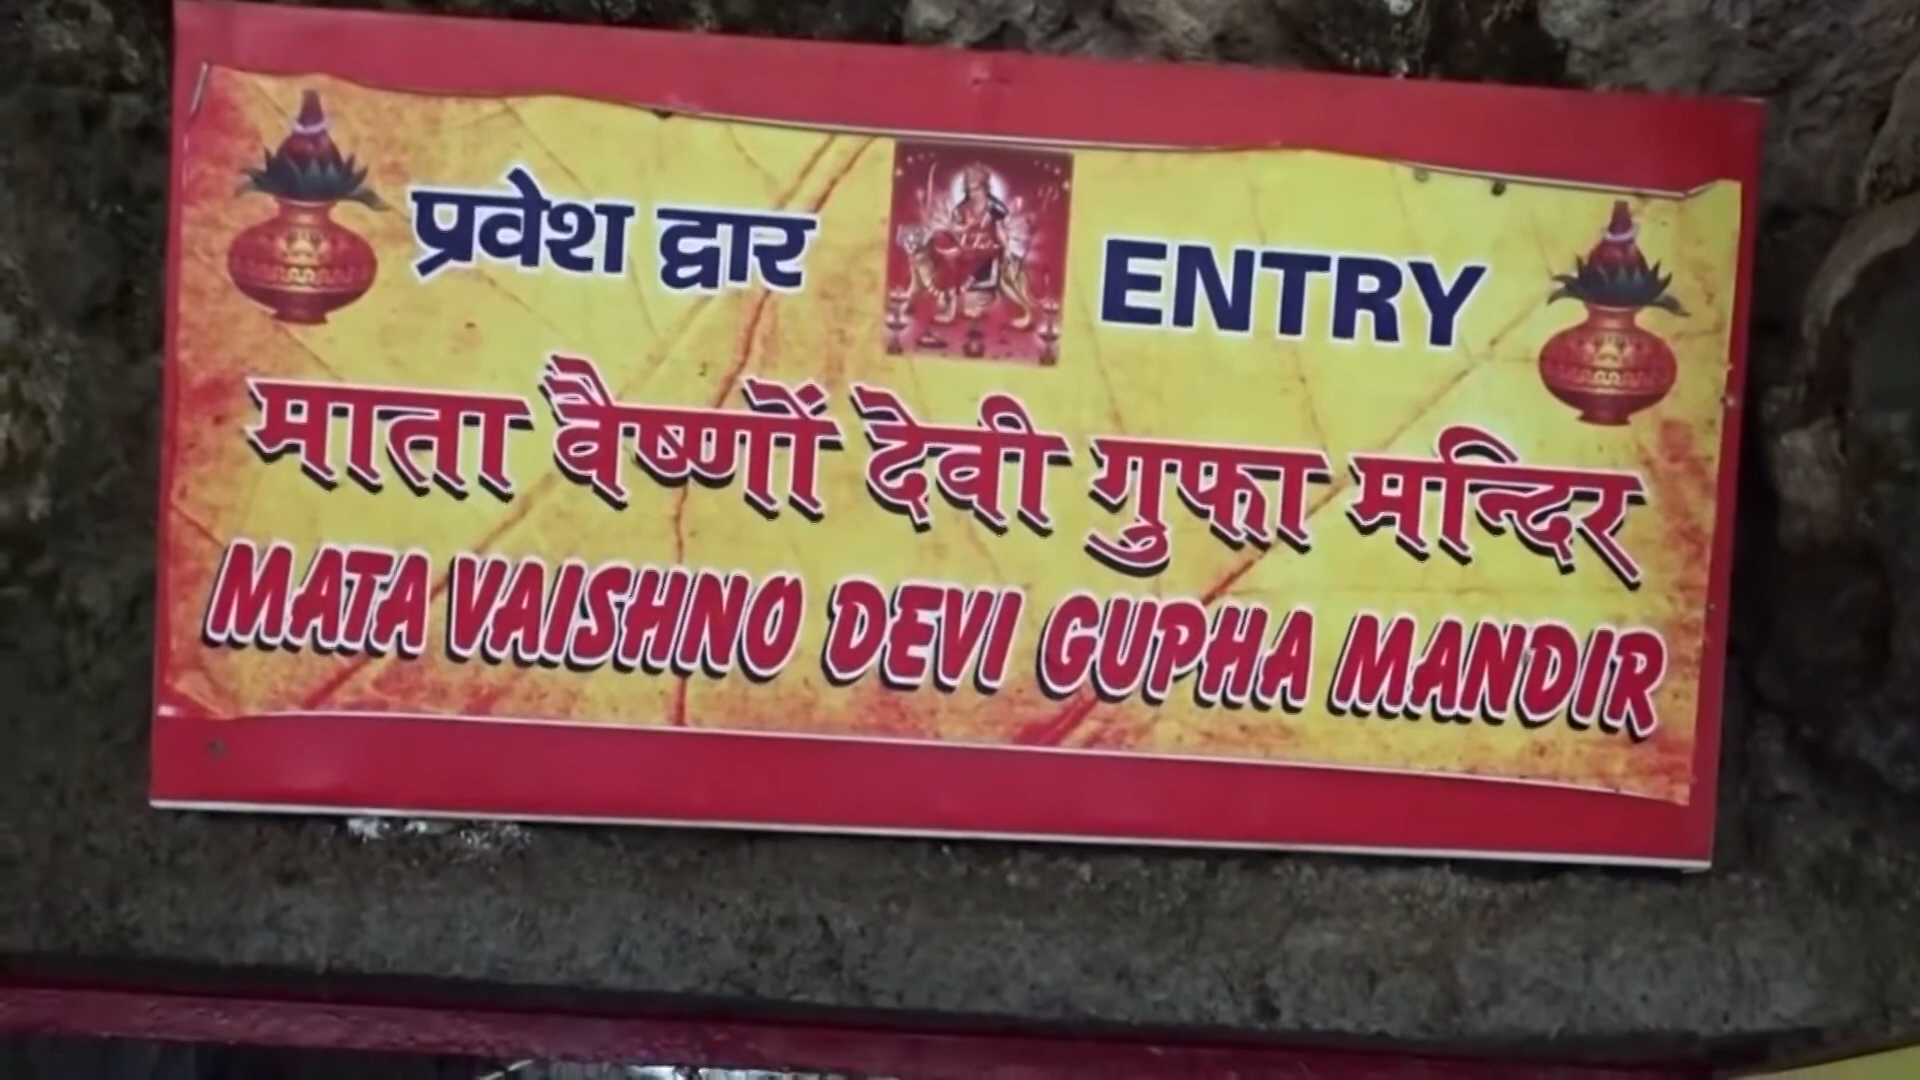 प्रवेश द्वार ENTRY
माता वैष्णों देवी गुफा मन्दिर
MATA VAISHNO DEVI GUPHA MANDIR